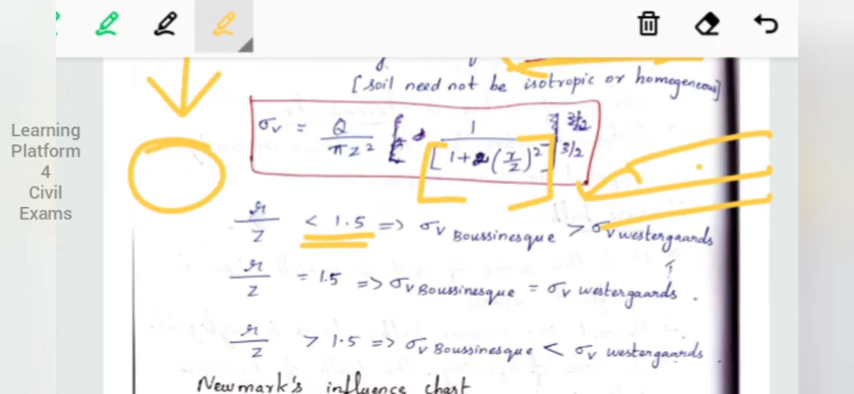 [soil need not be isotropic or homogeneous]
σv = Q / πz² [ 1 / [1+2(r/z)²] ]^3/2
Learning
Platform
4
Civil
Exams
r/z < 1.5 => σv Boussinesque > σv westergaards
r/z = 1.5 => σv Boussinesque = σv westergaards.
r/z > 1.5 => σv Boussinesque < σv westergaards
Newmark's influence chart